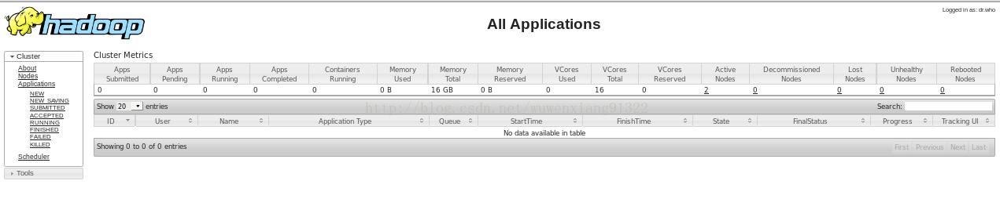 Logged in as: dr.who
hadoop
All Applications
Cluster
About
Nodes
Applications
NEW
NEW_SAVING
SUBMITTED
ACCEPTED
RUNNING
FINISHED
FAILED
KILLED
Scheduler
Tools
Cluster Metrics
Apps Submitted Apps Pending Apps Running Apps Completed Containers Running Memory Used Memory Total Memory Reserved VCores Used VCores Total VCores Reserved Active Nodes Decommissioned Nodes Lost Nodes Unhealthy Nodes Rebooted Nodes
0 0 0 0 0 0 B 16 GB 0 B 0 16 0 2 0 0 0 0
Show 20 entries Search:
http://blog.csdn.net/wuwenxiang91322
ID User Name Application Type Queue StartTime FinishTime State FinalStatus Progress Tracking UI
No data available in table
Showing 0 to 0 of 0 entries First Previous Next Last